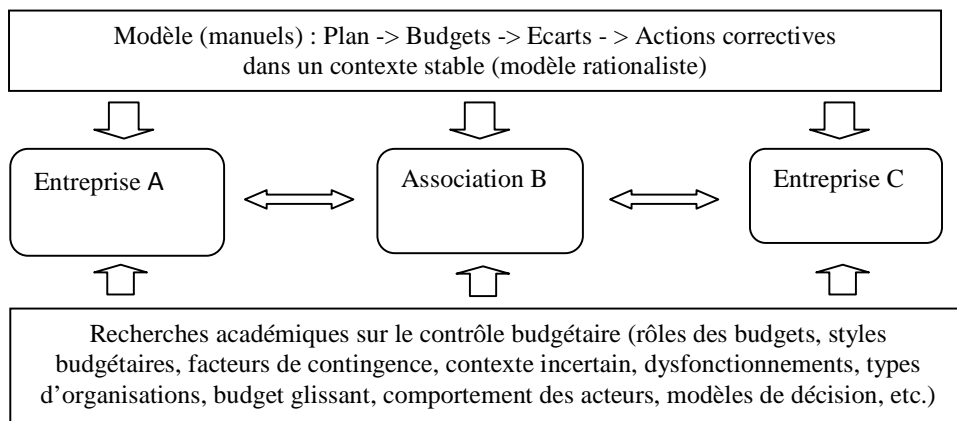 Modèle (manuels) : Plan -> Budgets -> Ecarts - > Actions correctives
dans un contexte stable (modèle rationaliste)
Entreprise A
Association B
Entreprise C
Recherches académiques sur le contrôle budgétaire (rôles des budgets, styles
budgétaires, facteurs de contingence, contexte incertain, dysfonctionnements, types
d’organisations, budget glissant, comportement des acteurs, modèles de décision, etc.)